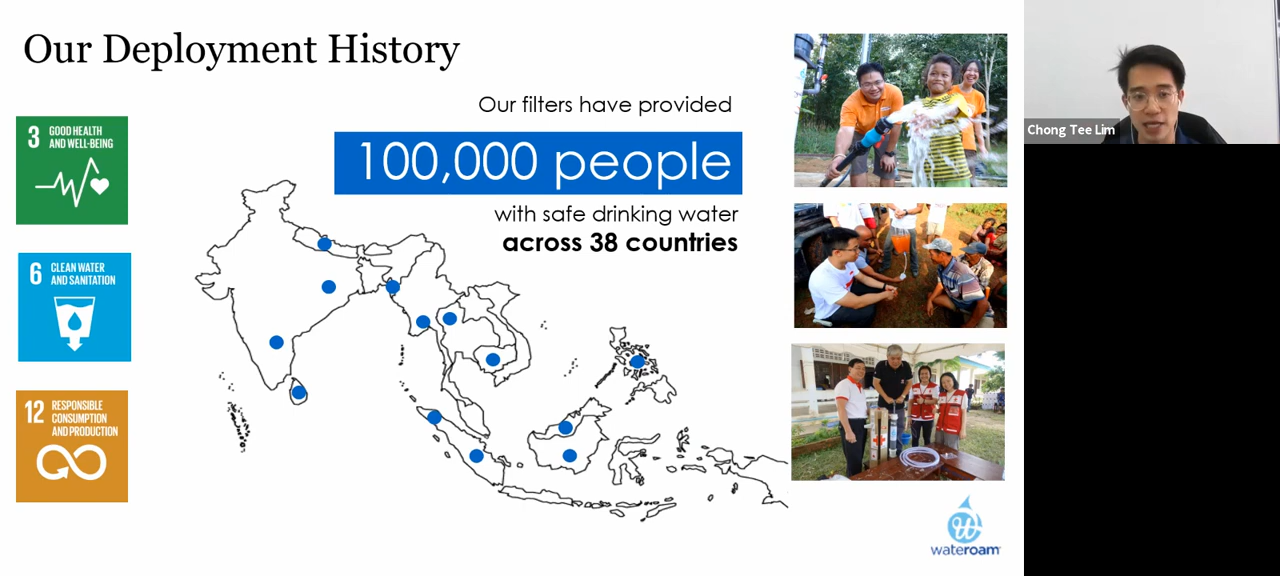 Our Deployment History
Our filters have provided
100,000 people
with safe drinking water
across 38 countries
3 GOOD HEALTH
AND WELL-BEING
6 CLEAN WATER
AND SANITATION
12 RESPONSIBLE
CONSUMPTION
AND PRODUCTION
wateroam
Chong Tee Lim